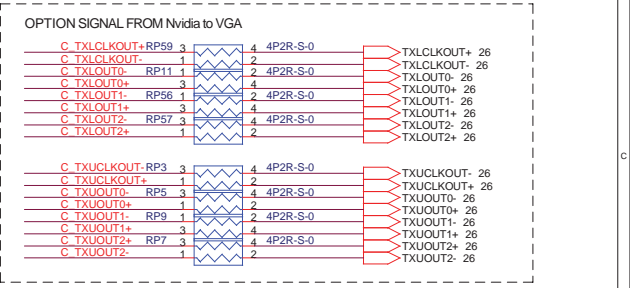 OPTION SIGNAL FROM Nvidia to VGA
C_TXLCLKOUT+ RP59 3 4 4P2R-S-0 TXLCLKOUT+ 26
C_TXLCLKOUT- 1 2 TXLCLKOUT- 26
C_TXLOUT0- RP11 1 2 4P2R-S-0 TXLOUT0- 26
C_TXLOUT0+ 3 4 TXLOUT0+ 26
C_TXLOUT1- RP56 1 2 4P2R-S-0 TXLOUT1- 26
C_TXLOUT1+ 3 4 TXLOUT1+ 26
C_TXLOUT2- RP57 3 4 4P2R-S-0 TXLOUT2- 26
C_TXLOUT2+ 1 2 TXLOUT2+ 26
C
C_TXUCLKOUT- RP3 3 4 4P2R-S-0 TXUCLKOUT- 26
C_TXUCLKOUT+ 1 2 TXUCLKOUT+ 26
C_TXUOUT0- RP5 3 4 4P2R-S-0 TXUOUT0- 26
C_TXUOUT0+ 1 2 TXUOUT0+ 26
C_TXUOUT1- RP9 1 2 4P2R-S-0 TXUOUT1- 26
C_TXUOUT1+ 3 4 TXUOUT1+ 26
C_TXUOUT2+ RP7 3 4 4P2R-S-0 TXUOUT2+ 26
C_TXUOUT2- 1 2 TXUOUT2- 26